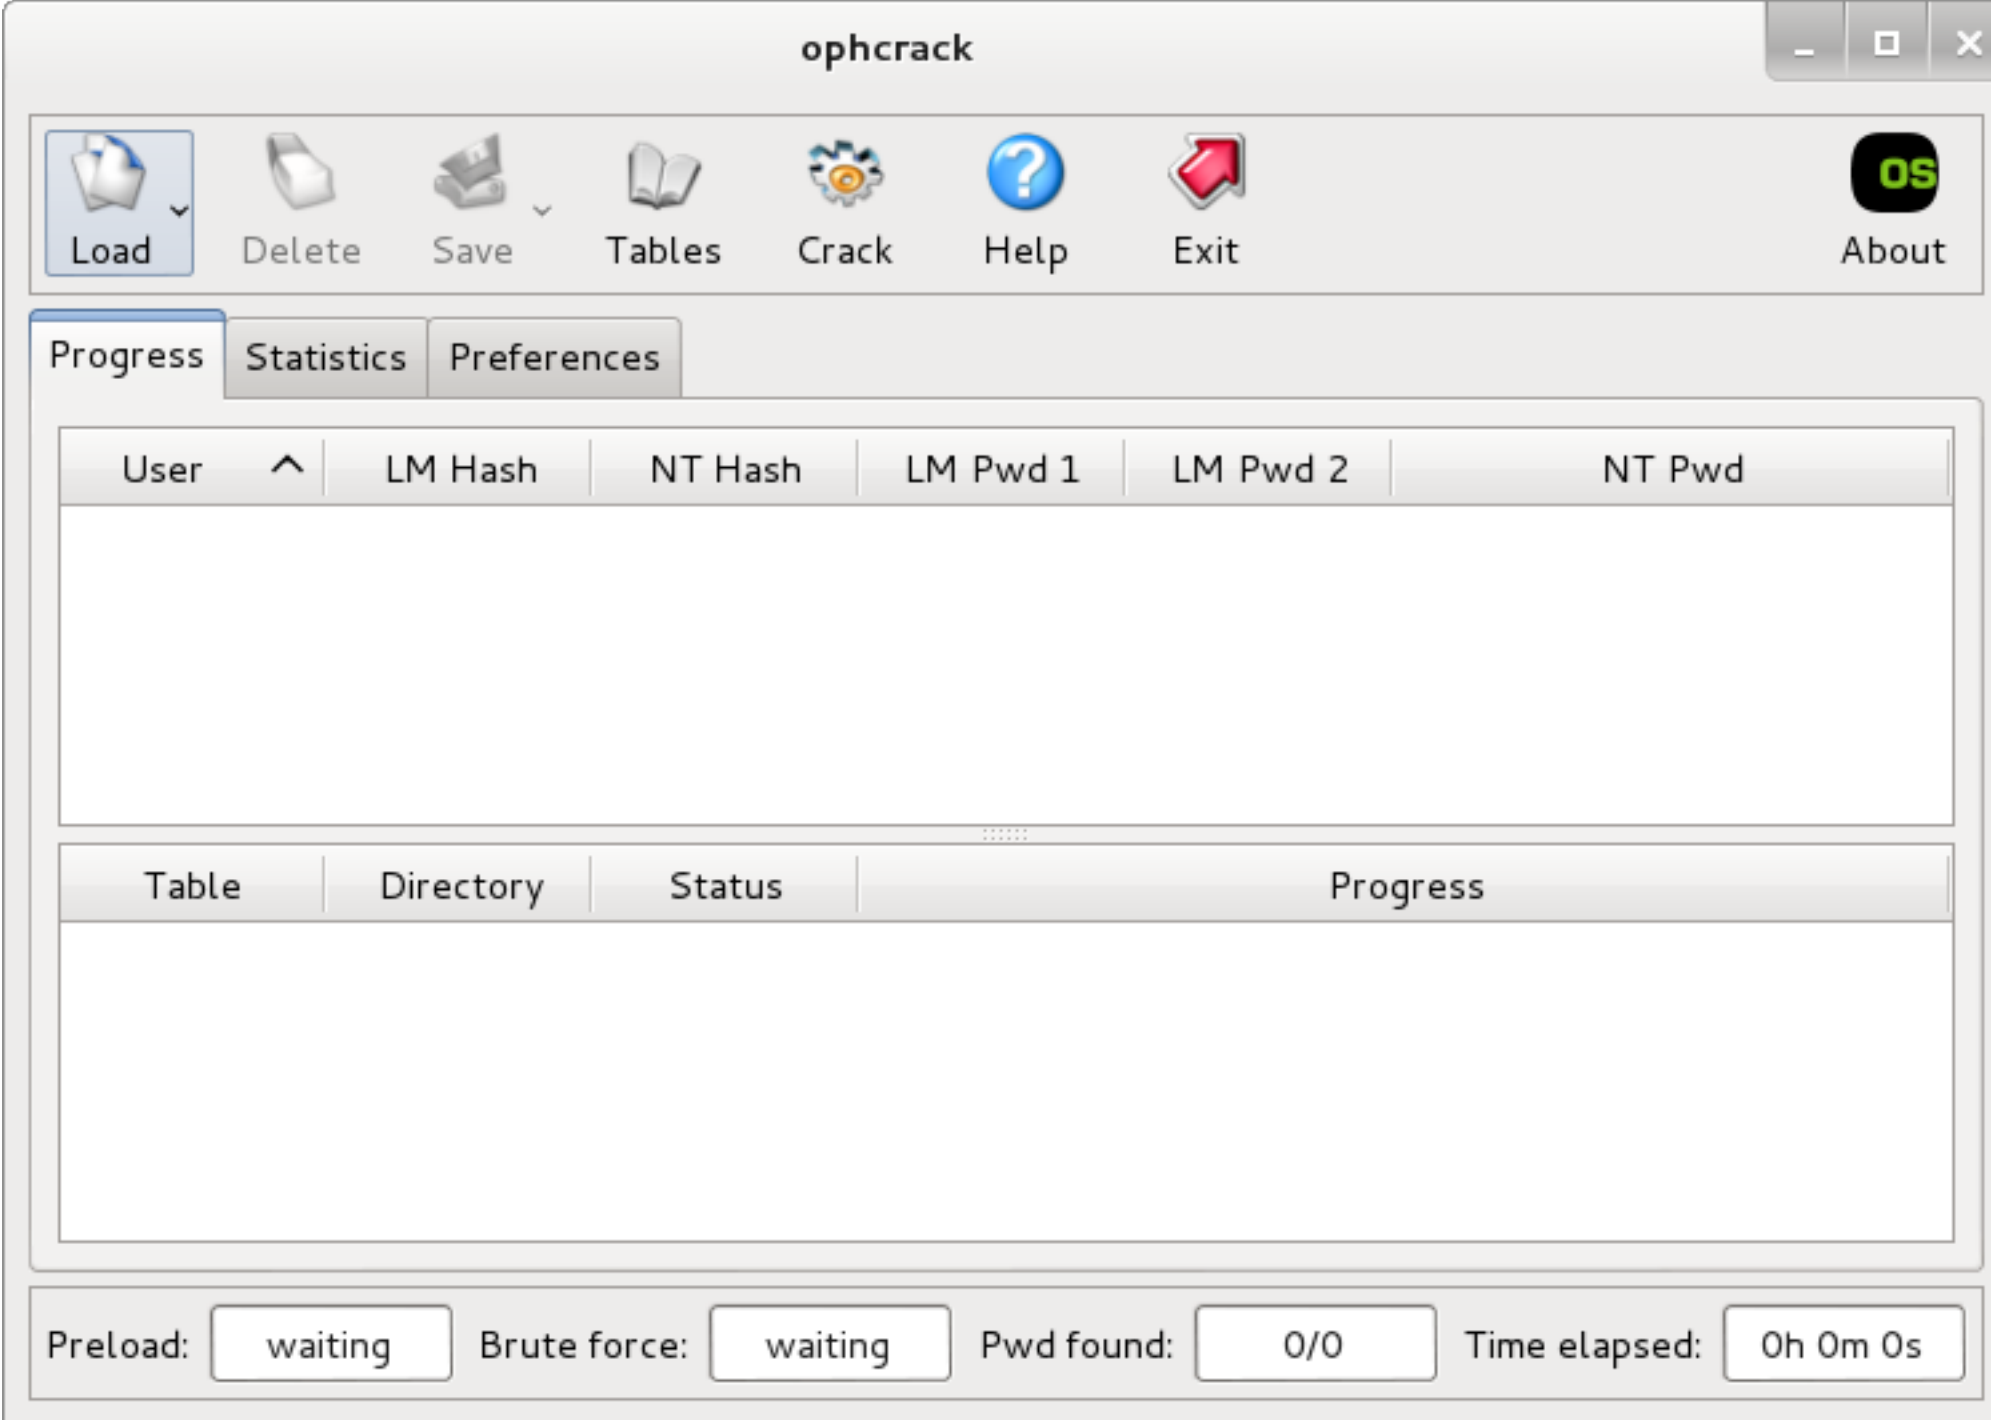 ophcrack
Load Delete Save Tables Crack Help Exit OS About
Progress Statistics Preferences
User LM Hash NT Hash LM Pwd 1 LM Pwd 2 NT Pwd
Table Directory Status Progress
Preload: waiting Brute force: waiting Pwd found: 0/0 Time elapsed: 0h 0m 0s